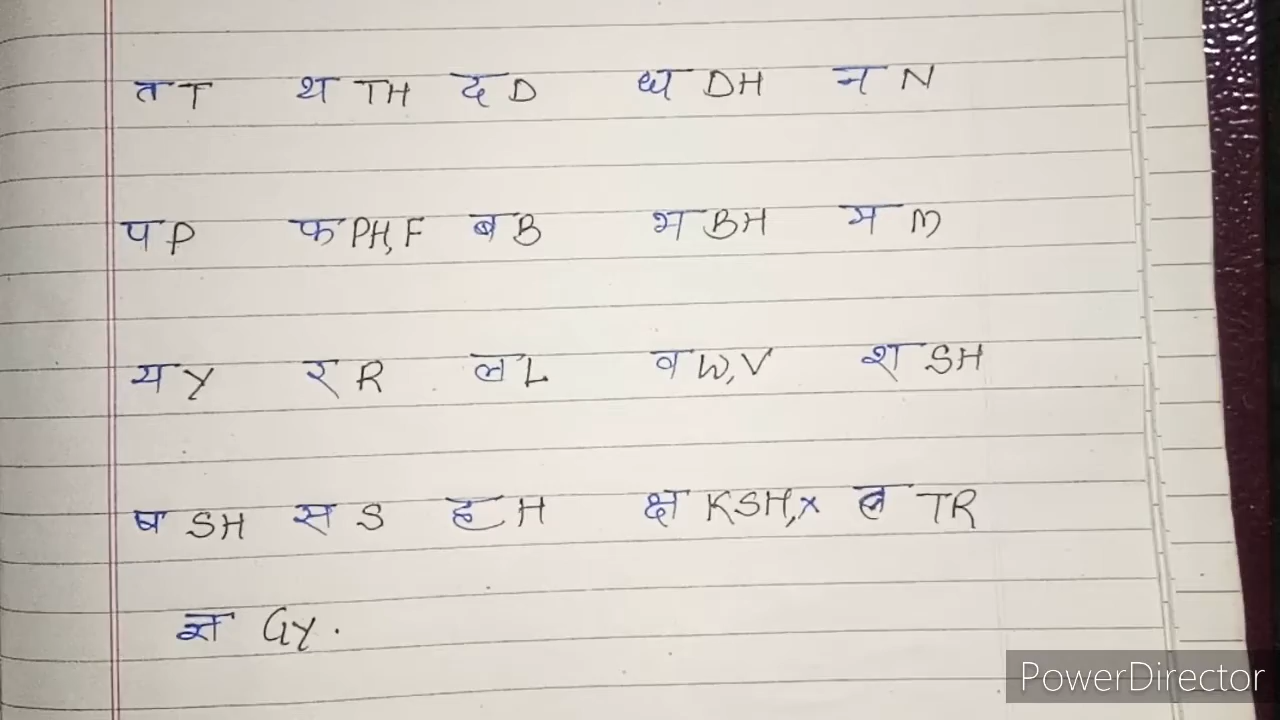 त T थ TH द D ध DH न N
प P फ PH,F ब B भ BH म M
य Y र R ल L व W,V श SH
ष SH स S ह H क्ष KSH,X त्र TR
ज्ञ GY.
PowerDirector